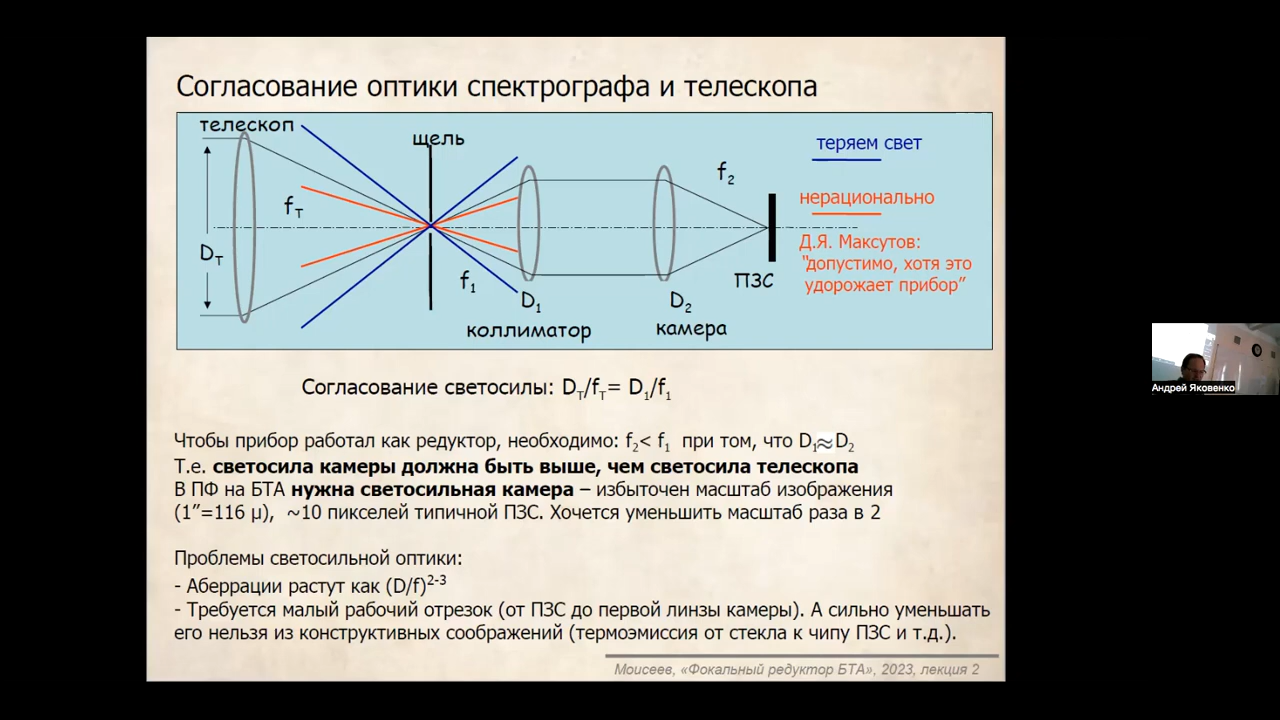 Согласование оптики спектрографа и телескопа
телескоп
щель
теряем свет
f₂
нерационально
fТ
Д.Я. Максутов:
"допустимо, хотя это
удорожает прибор"
DТ
f₁
ПЗС
D₁
D₂
коллиматор
камера
Андрей Яковенко
Согласование светосилы: DТ/fТ= D₁/f₁
Чтобы прибор работал как редуктор, необходимо: f₂< f₁ при том, что D₁≈D₂
Т.е. светосила камеры должна быть выше, чем светосила телескопа
В ПФ на БТА нужна светосильная камера – избыточен масштаб изображения
(1″=116 µ), ~10 пикселей типичной ПЗС. Хочется уменьшить масштаб раза в 2
Проблемы светосильной оптики:
- Аберрации растут как (D/f)²⁻³
- Требуется малый рабочий отрезок (от ПЗС до первой линзы камеры). А сильно уменьшать
его нельзя из конструктивных соображений (термоэмиссия от стекла к чипу ПЗС и т.д.).
Моисеев, «Фокальный редуктор БТА», 2023, лекция 2